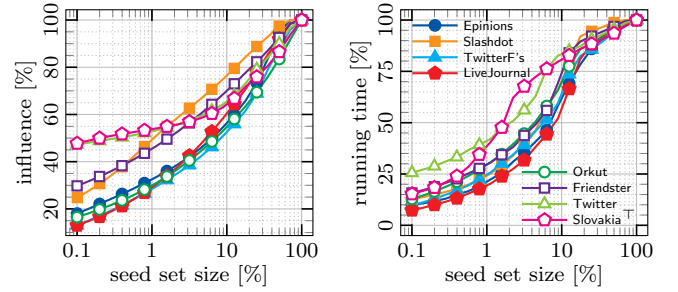 influence [%]
100
80
60
40
20
0.1
1
10
100
seed set size [%]
running time [%]
100
75
50
25
0
Epinions
Slashdot
TwitterF's
LiveJournal
Orkut
Friendster
Twitter
Slovakia ⊤
0.1
1
10
100
seed set size [%]